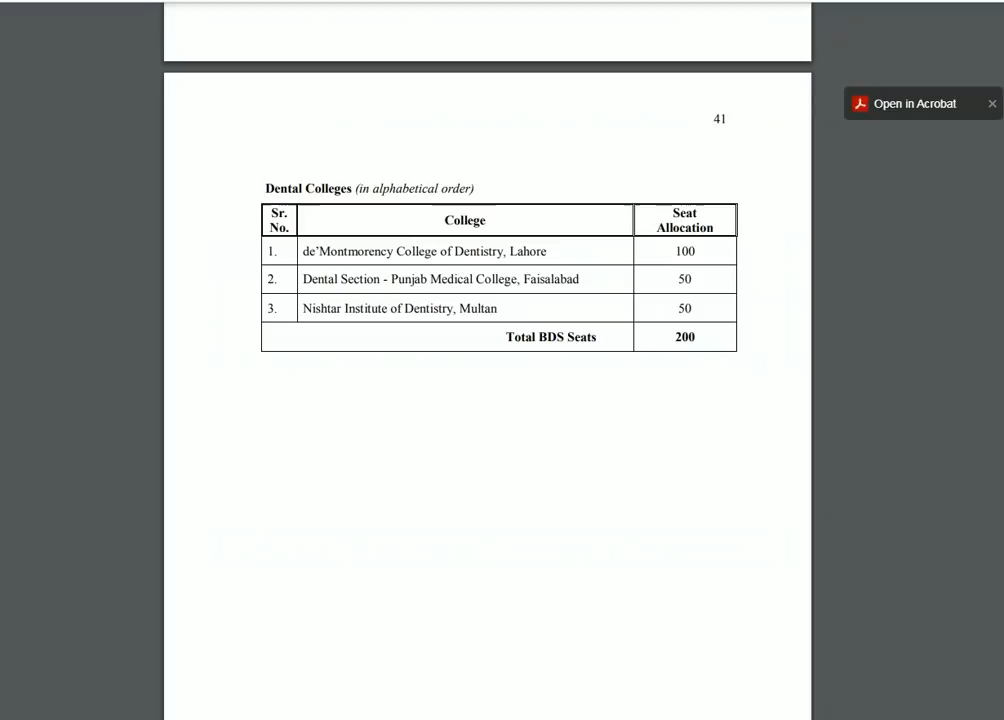 Open in Acrobat
41
Dental Colleges (in alphabetical order)
Sr. No. College Seat Allocation
1. de’Montmorency College of Dentistry, Lahore 100
2. Dental Section - Punjab Medical College, Faisalabad 50
3. Nishtar Institute of Dentistry, Multan 50
Total BDS Seats 200